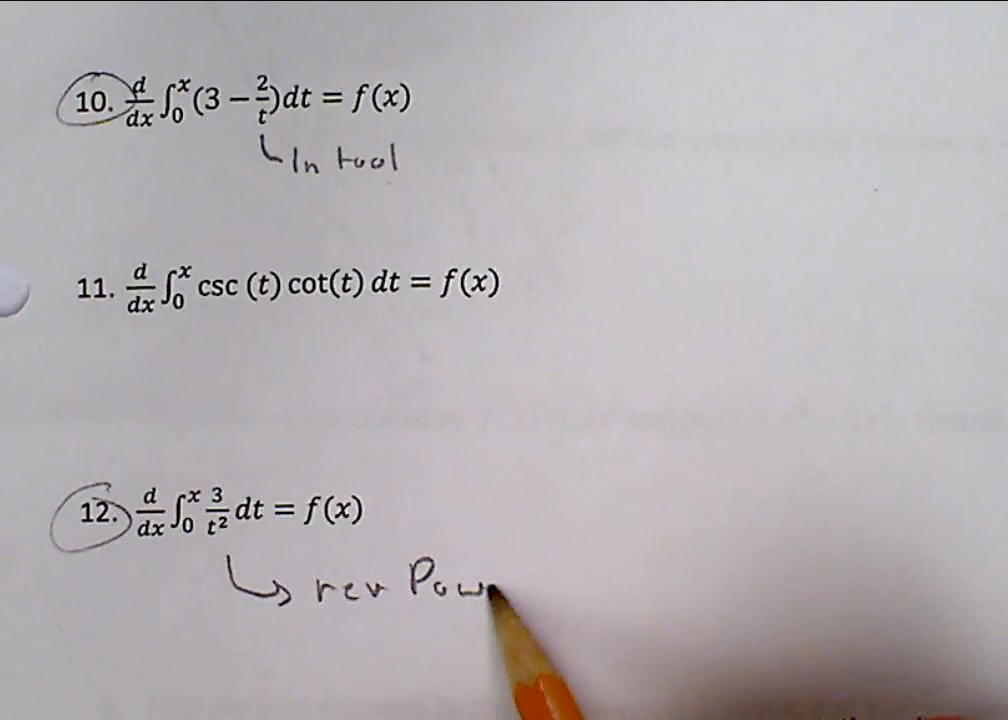 10. d/dx ∫₀ˣ (3 − 2/t)dt = f(x)
ln tool
11. d/dx ∫₀ˣ csc (t) cot(t) dt = f(x)
12. d/dx ∫₀ˣ 3/t² dt = f(x)
rev Pow